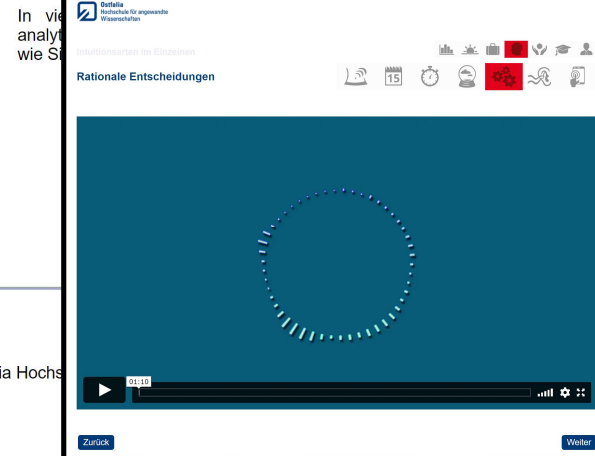 In vie
analyt
wie Si
ia Hochs
Ostfalia
Hochschule für angewandte
Wissenschaften
Intuitionsarten im Einzelnen
Rationale Entscheidungen
15
01:10
Zurück
Weiter